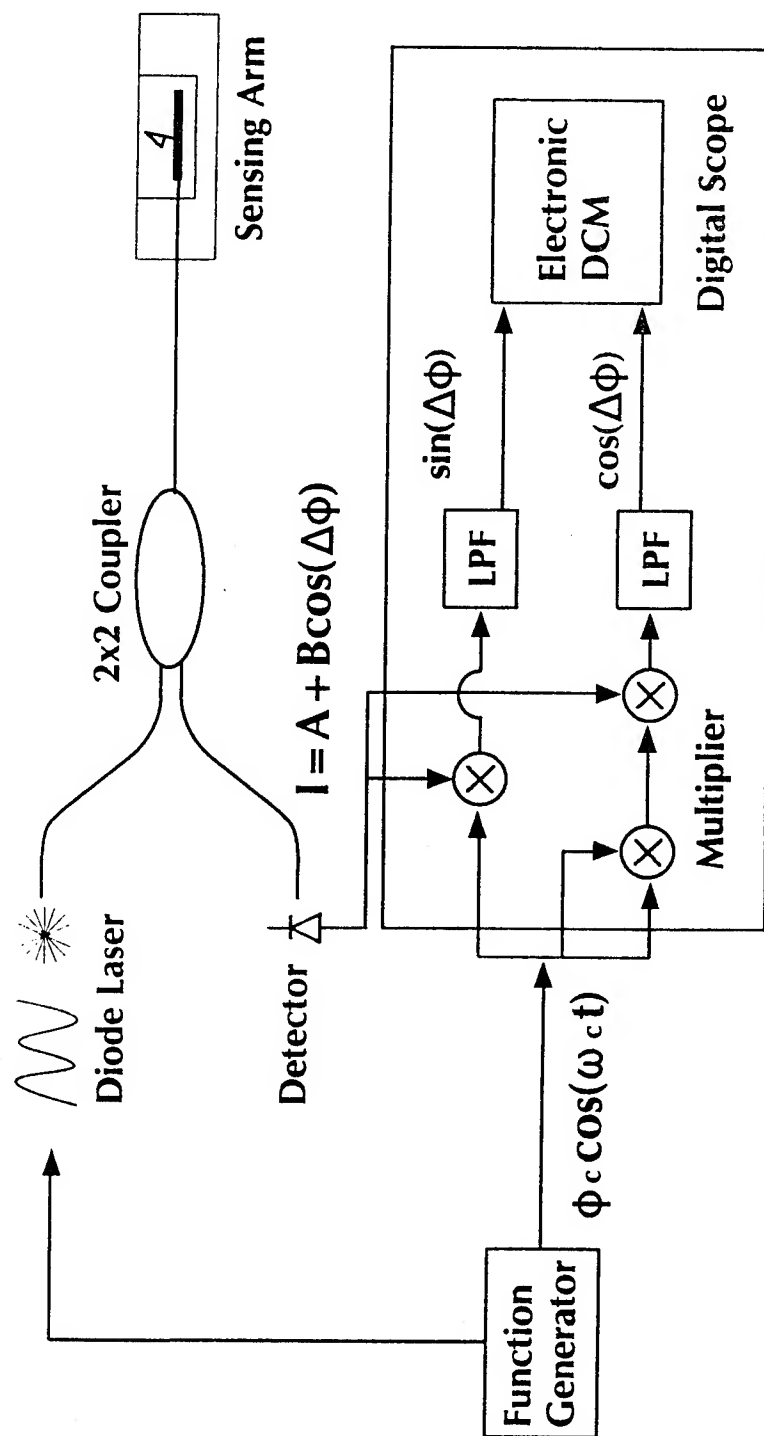 Diode Laser
2x2 Coupler
Sensing Arm
Detector
I = A + Bcos(Δϕ)
Function
Generator
ϕc cos(ωct)
Multiplier
LPF
LPF
sin(Δϕ)
cos(Δϕ)
Electronic
DCM
Digital Scope